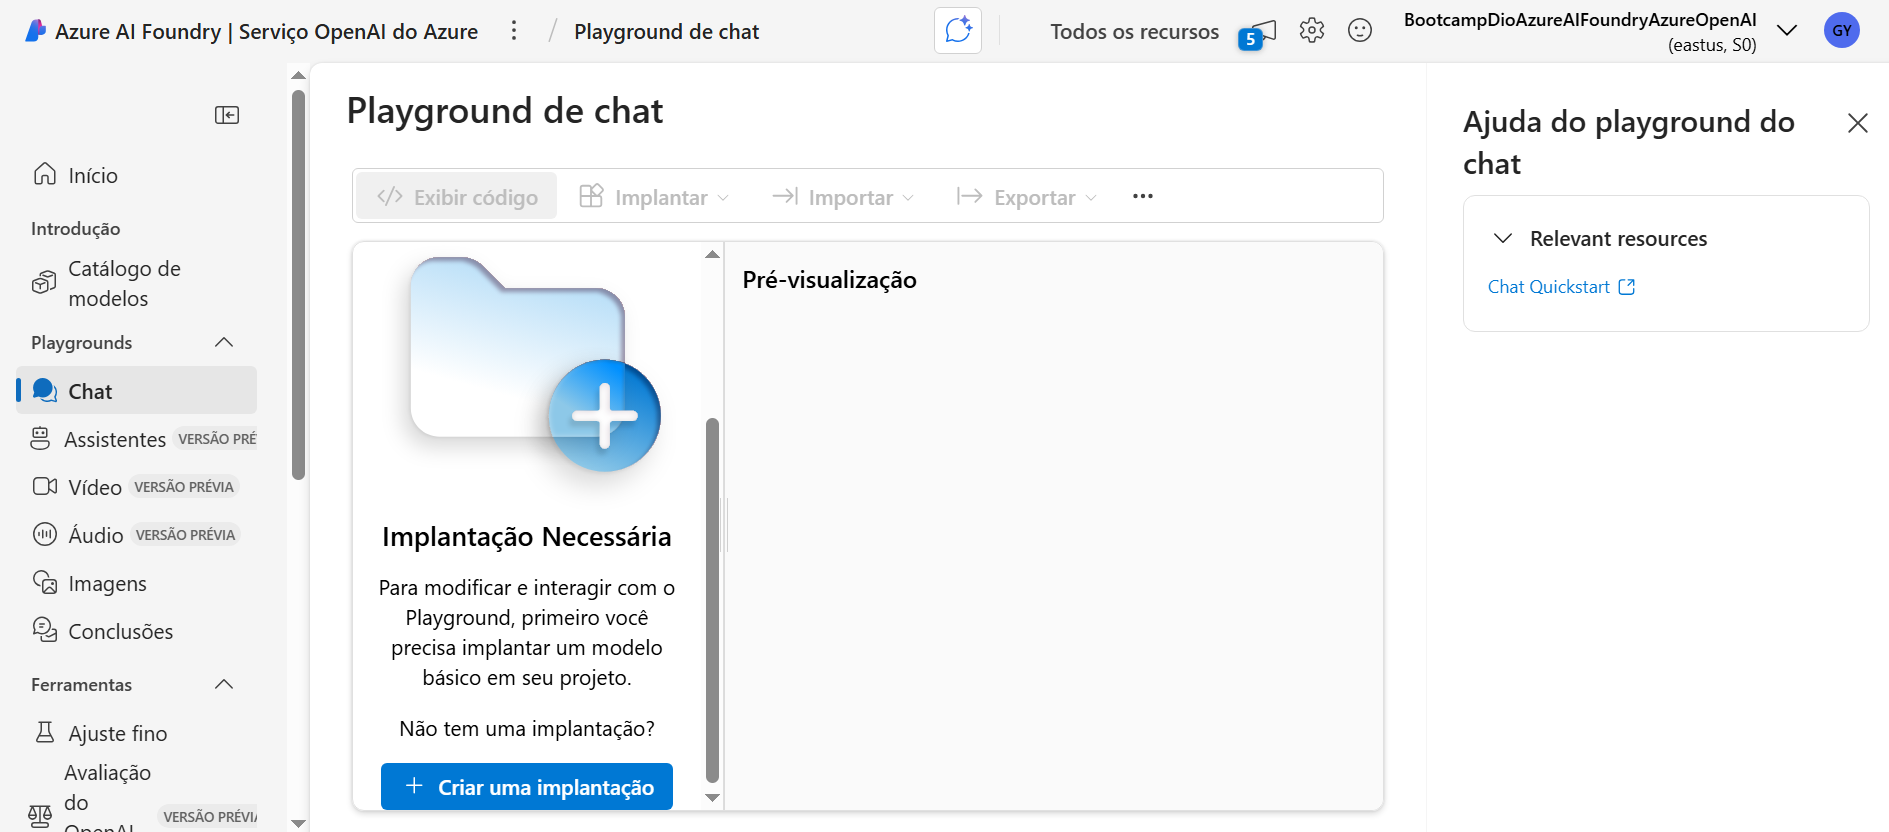 Azure AI Foundry | Serviço OpenAI do Azure
Playground de chat
Todos os recursos
5
BootcampDioAzureAIFoundryAzureOpenAI
(eastus, S0)
GY
Início
Introdução
Catálogo de
modelos
Playgrounds
Chat
Assistentes VERSÃO PRÉ
Vídeo VERSÃO PRÉVIA
Áudio VERSÃO PRÉVIA
Imagens
Conclusões
Ferramentas
Ajuste fino
Avaliação
do
OpenAI VERSÃO PRÉVIA
Playground de chat
Exibir código
Implantar
Importar
Exportar
Implantação Necessária
Para modificar e interagir com o
Playground, primeiro você
precisa implantar um modelo
básico em seu projeto.
Não tem uma implantação?
Criar uma implantação
Pré-visualização
Ajuda do playground do
chat
Relevant resources
Chat Quickstart